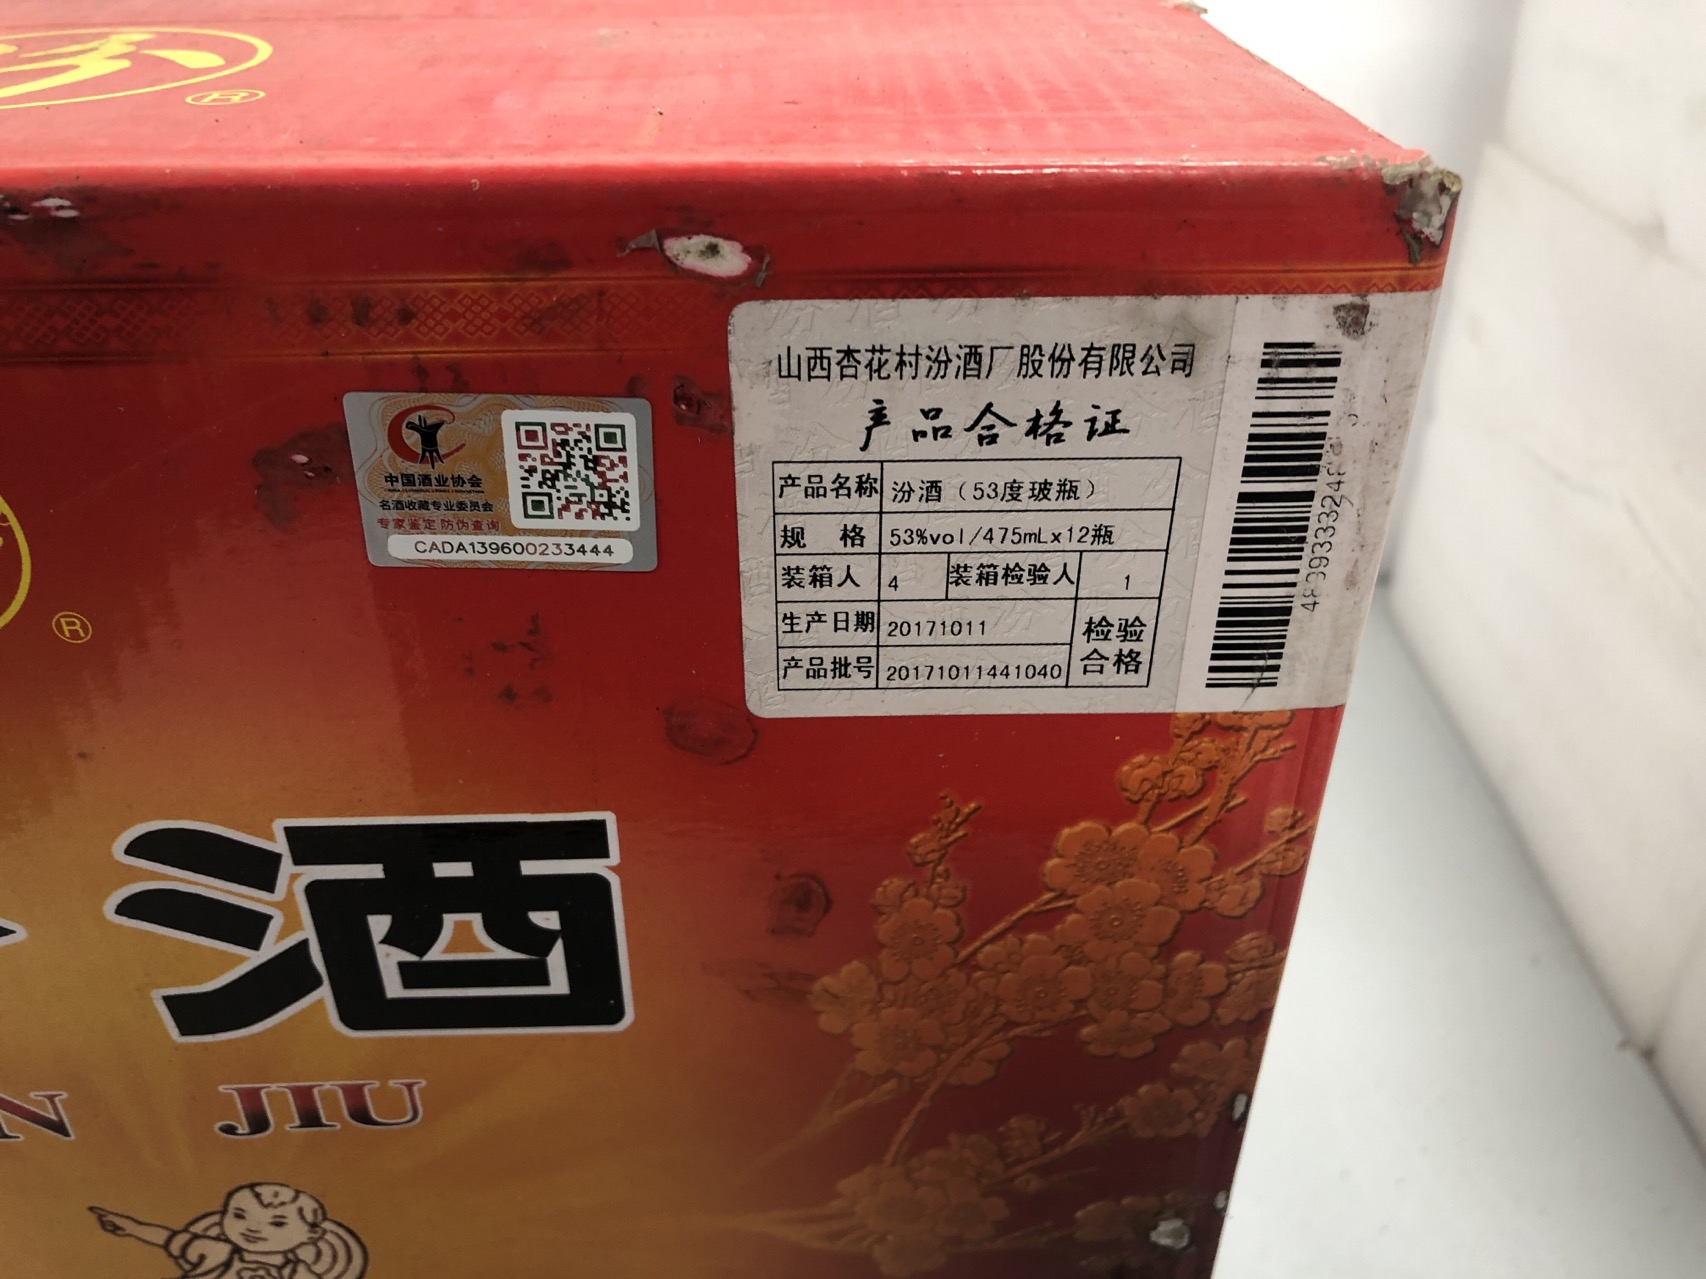 ®
山西杏花村汾酒厂股份有限公司
产品合格证
产品名称 汾酒（53度玻瓶）
规 格 53%vol/475mLx12瓶
装箱人 4 装箱检验人 1
生产日期 20171011 检验
产品批号 20171011441040 合格
中国酒业协会
名酒收藏专业委员会
专家鉴定 防伪查询
CADA139600233444
®
酒
N JIU